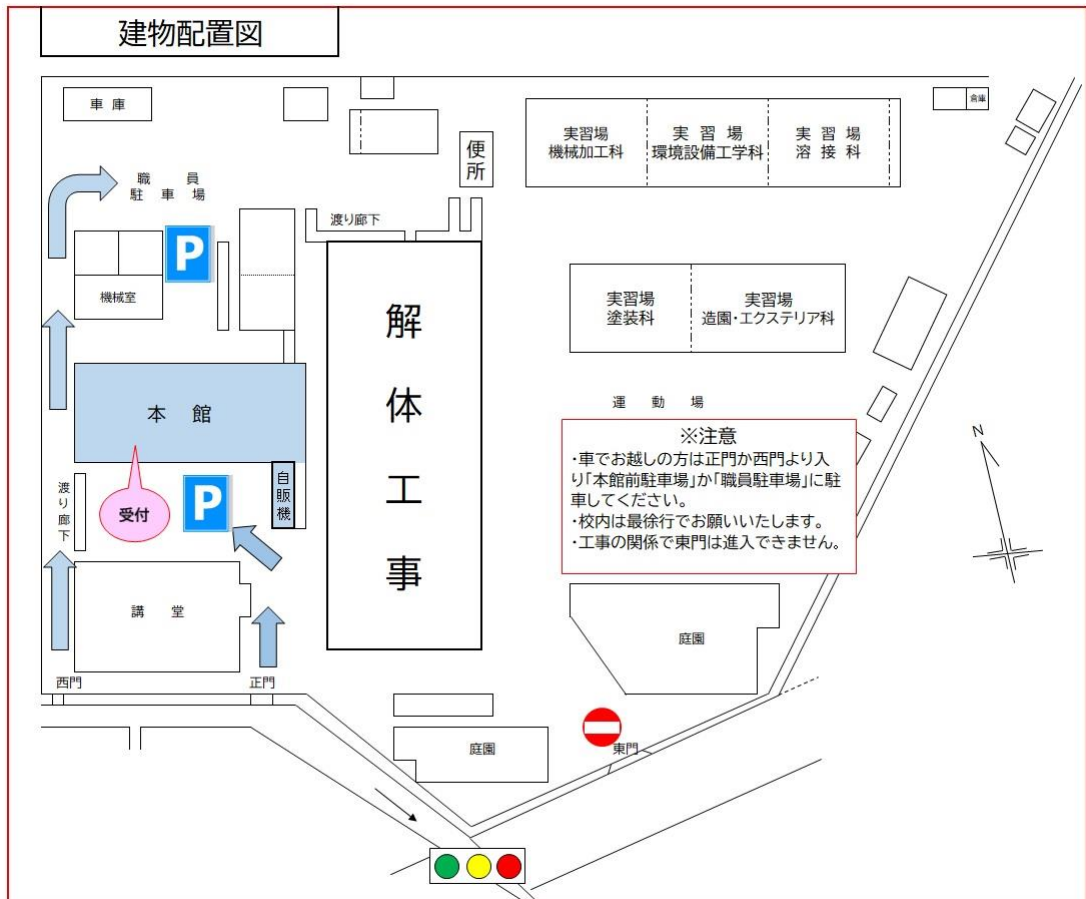 建物配置図
車庫
倉庫
便所
実習場
機械加工科
実習場
環境設備工学科
実習場
溶接科
職員
駐車場
P
渡り廊下
機械室
解体工事
実習場
塗装科
実習場
造園・エクステリア科
本館
運動場
※注意
・車でお越しの方は正門か西門より入
り「本館前駐車場」か「職員駐車場」に駐
車してください。
・校内は最徐行でお願いいたします。
・工事の関係で東門は進入できません。
N
渡り廊下
受付
P
自販機
講堂
庭園
西門
正門
庭園
東門